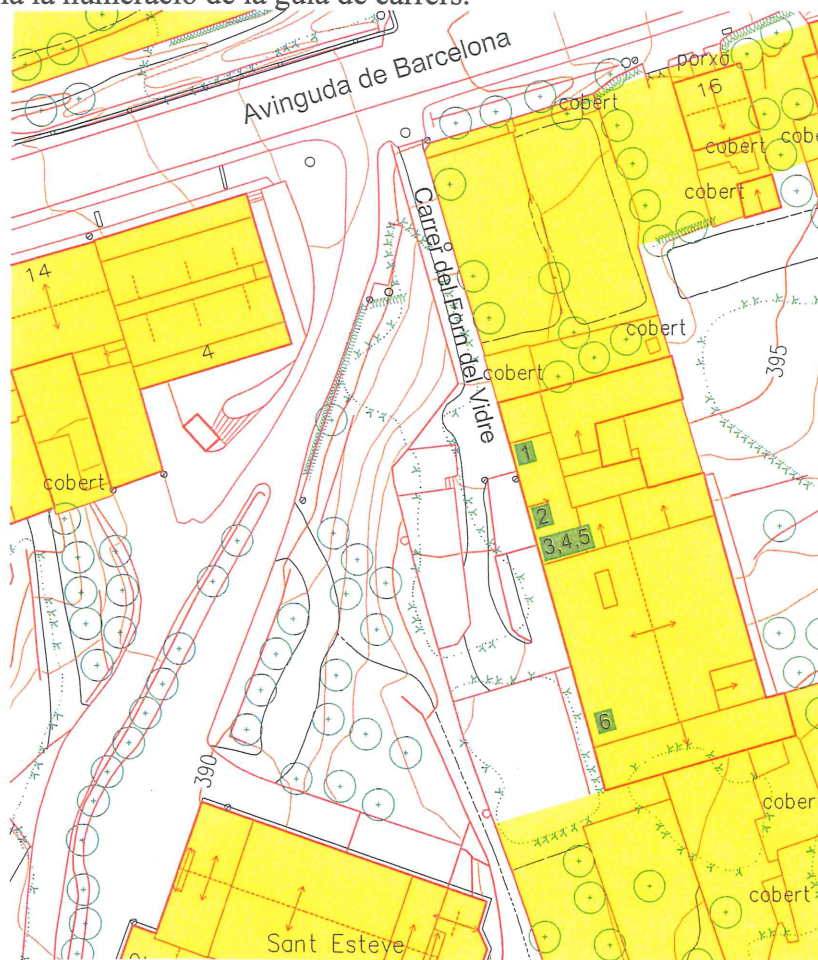 la numeració de la guia de carrers.
Avinguda de Barcelona
porxo
16
cobert
cobert
cobert
14
4
Carrer del Forn del Vidre
cobert
cobert
395
cobert
1
2
3,4,5
6
390
cobert
Sant Esteve